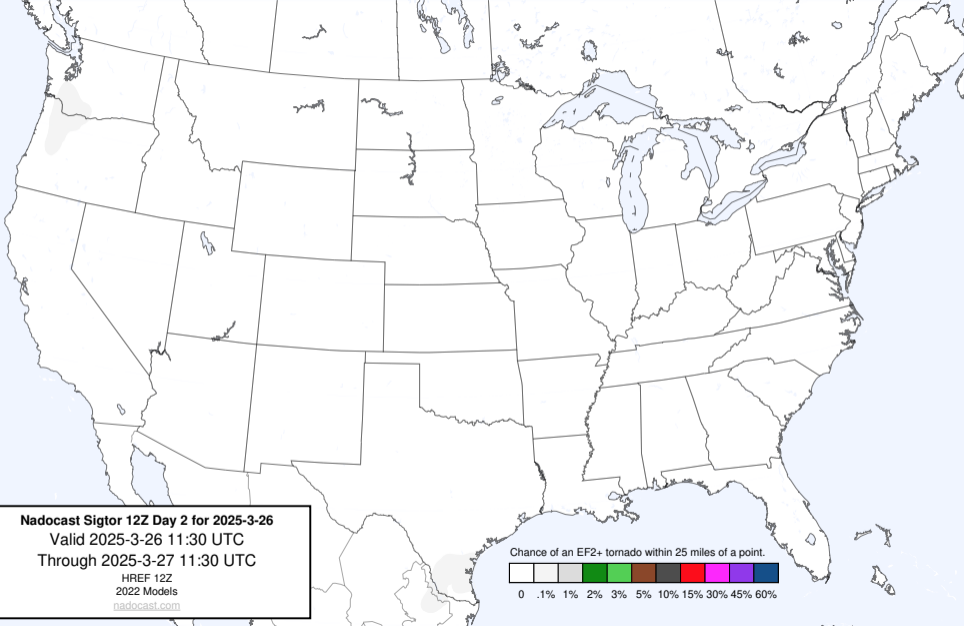 Nadocast Sigtor 12Z Day 2 for 2025-3-26
Valid 2025-3-26 11:30 UTC
Through 2025-3-27 11:30 UTC
HREF 12Z
2022 Models
nadocast.com
Chance of an EF2+ tornado within 25 miles of a point.
0 .1% 1% 2% 3% 5% 10% 15% 30% 45% 60%